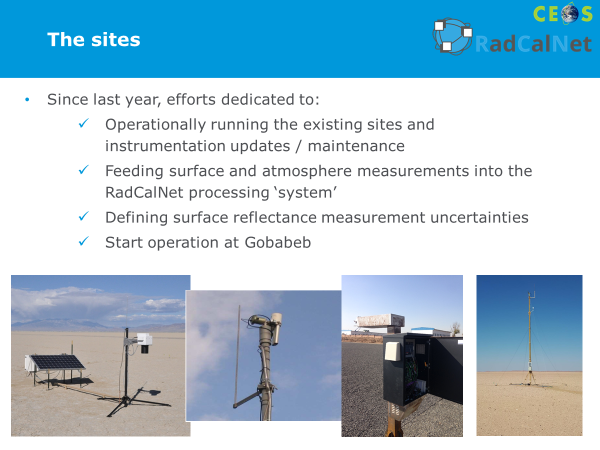 CEOS
The sites
RadCalNet
• Since last year, efforts dedicated to:
✓ Operationally running the existing sites and
instrumentation updates / maintenance
✓ Feeding surface and atmosphere measurements into the
RadCalNet processing ‘system’
✓ Defining surface reflectance measurement uncertainties
✓ Start operation at Gobabeb